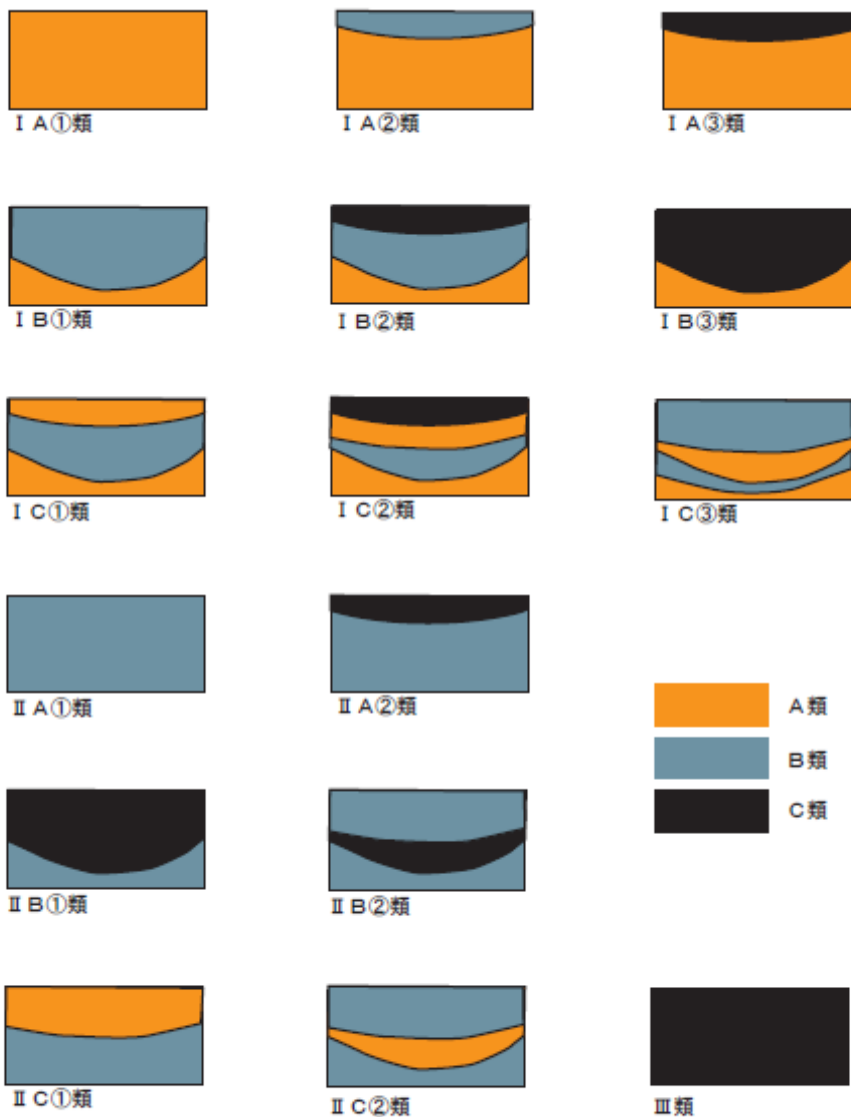 Ⅰ A①類
Ⅰ A②類
Ⅰ A③類
Ⅰ B①類
Ⅰ B②類
Ⅰ B③類
Ⅰ C①類
Ⅰ C②類
Ⅰ C③類
Ⅱ A①類
Ⅱ A②類
A類
B類
C類
Ⅱ B①類
Ⅱ B②類
Ⅱ C①類
Ⅱ C②類
Ⅲ類